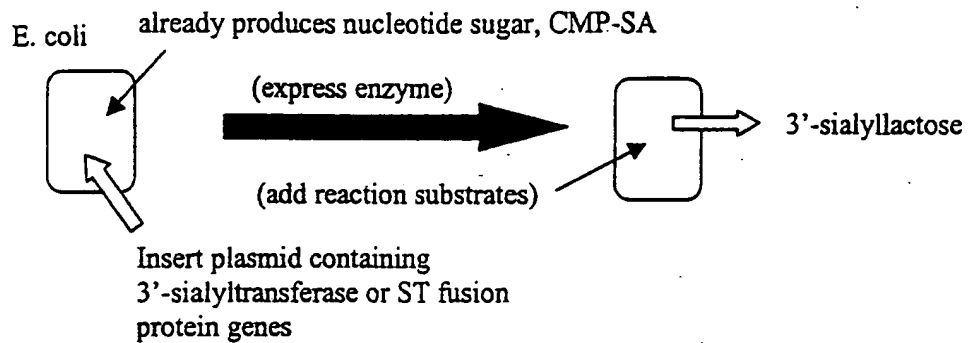 already produces nucleotide sugar, CMP-SA
E. coli
(express enzyme)
3'-sialyllactose
(add reaction substrates)
Insert plasmid containing
3'-sialyltransferase or ST fusion
protein genes